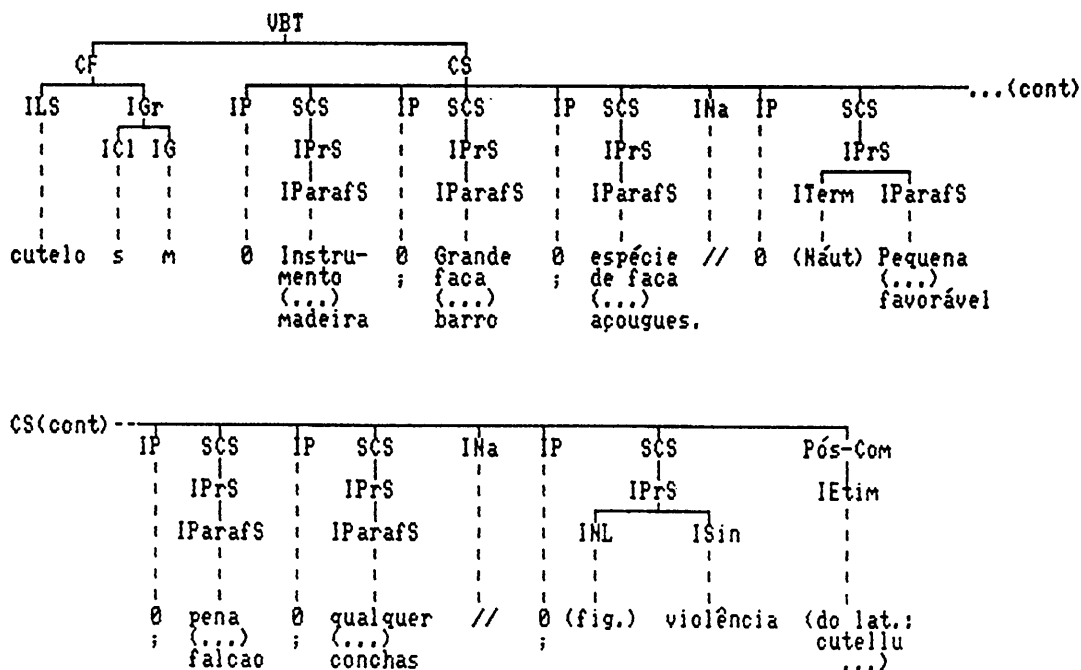 VBT
CF CS
ILS IGr IP SCS IP SCS IP SCS INa IP SCS ...(cont)
ICl IG IPrS IPrS IPrS IPrS
IParafS IParafS IParafS ITerm IParafS
cutelo s m 0 Instru- 0 Grande 0 espécie // 0 (Náut) Pequena
mento ; faca ; de faca (...)
(...) (...) (...) favorável
madeira barro açougues.
CS(cont)
IP SCS IP SCS INa IP SCS Pós-Com
IPrS IPrS IPrS IEtim
IParafS IParafS INL ISin
0 pena 0 qualquer // 0 (fig.) violência (do lat.:
; (...) ; (...) ; cutellu
falcao conchas ...)